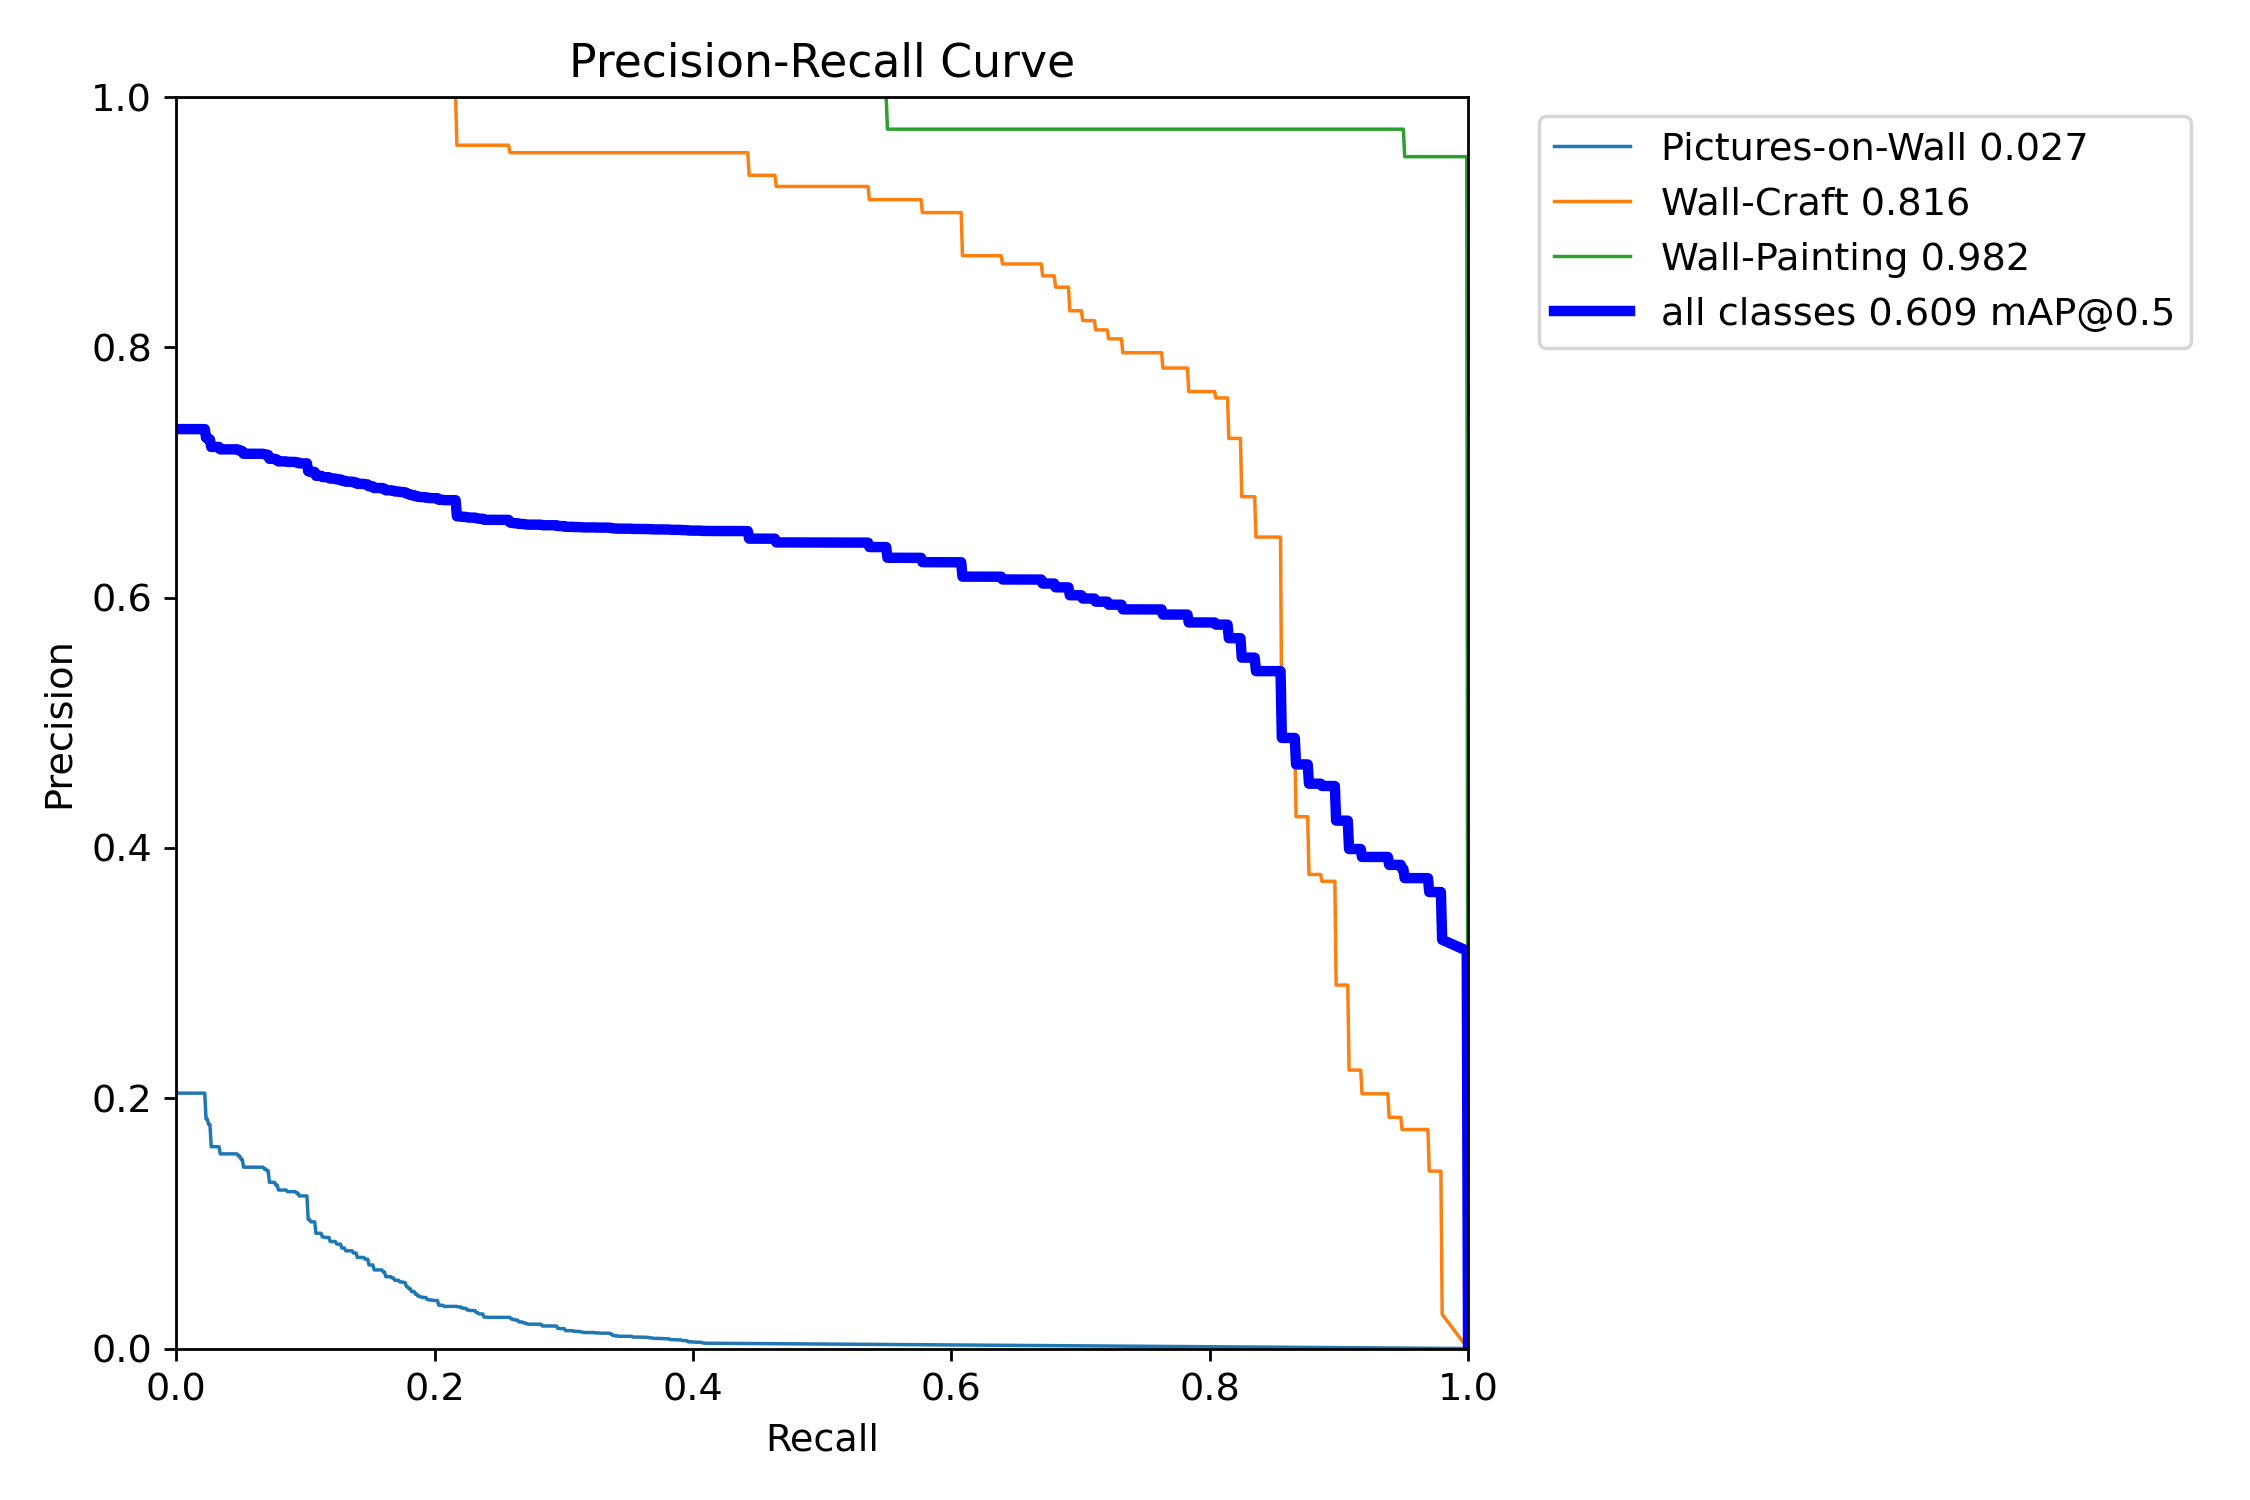 Precision-Recall Curve
1.0
0.8
0.6
0.4
0.2
0.0
Precision
0.0 0.2 0.4 0.6 0.8 1.0
Recall
Pictures-on-Wall 0.027
Wall-Craft 0.816
Wall-Painting 0.982
all classes 0.609 mAP@0.5